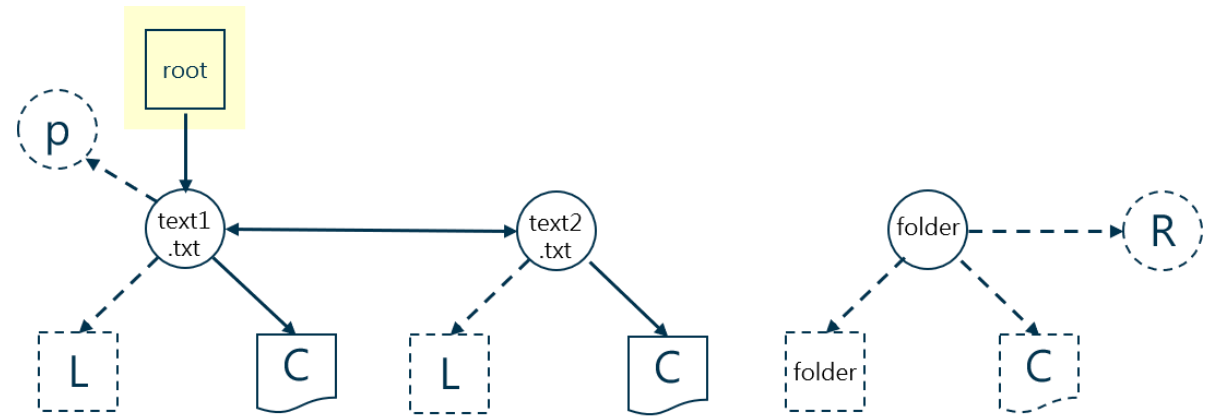 root
p
text1
.txt
text2
.txt
folder
R
L
C
L
C
folder
C